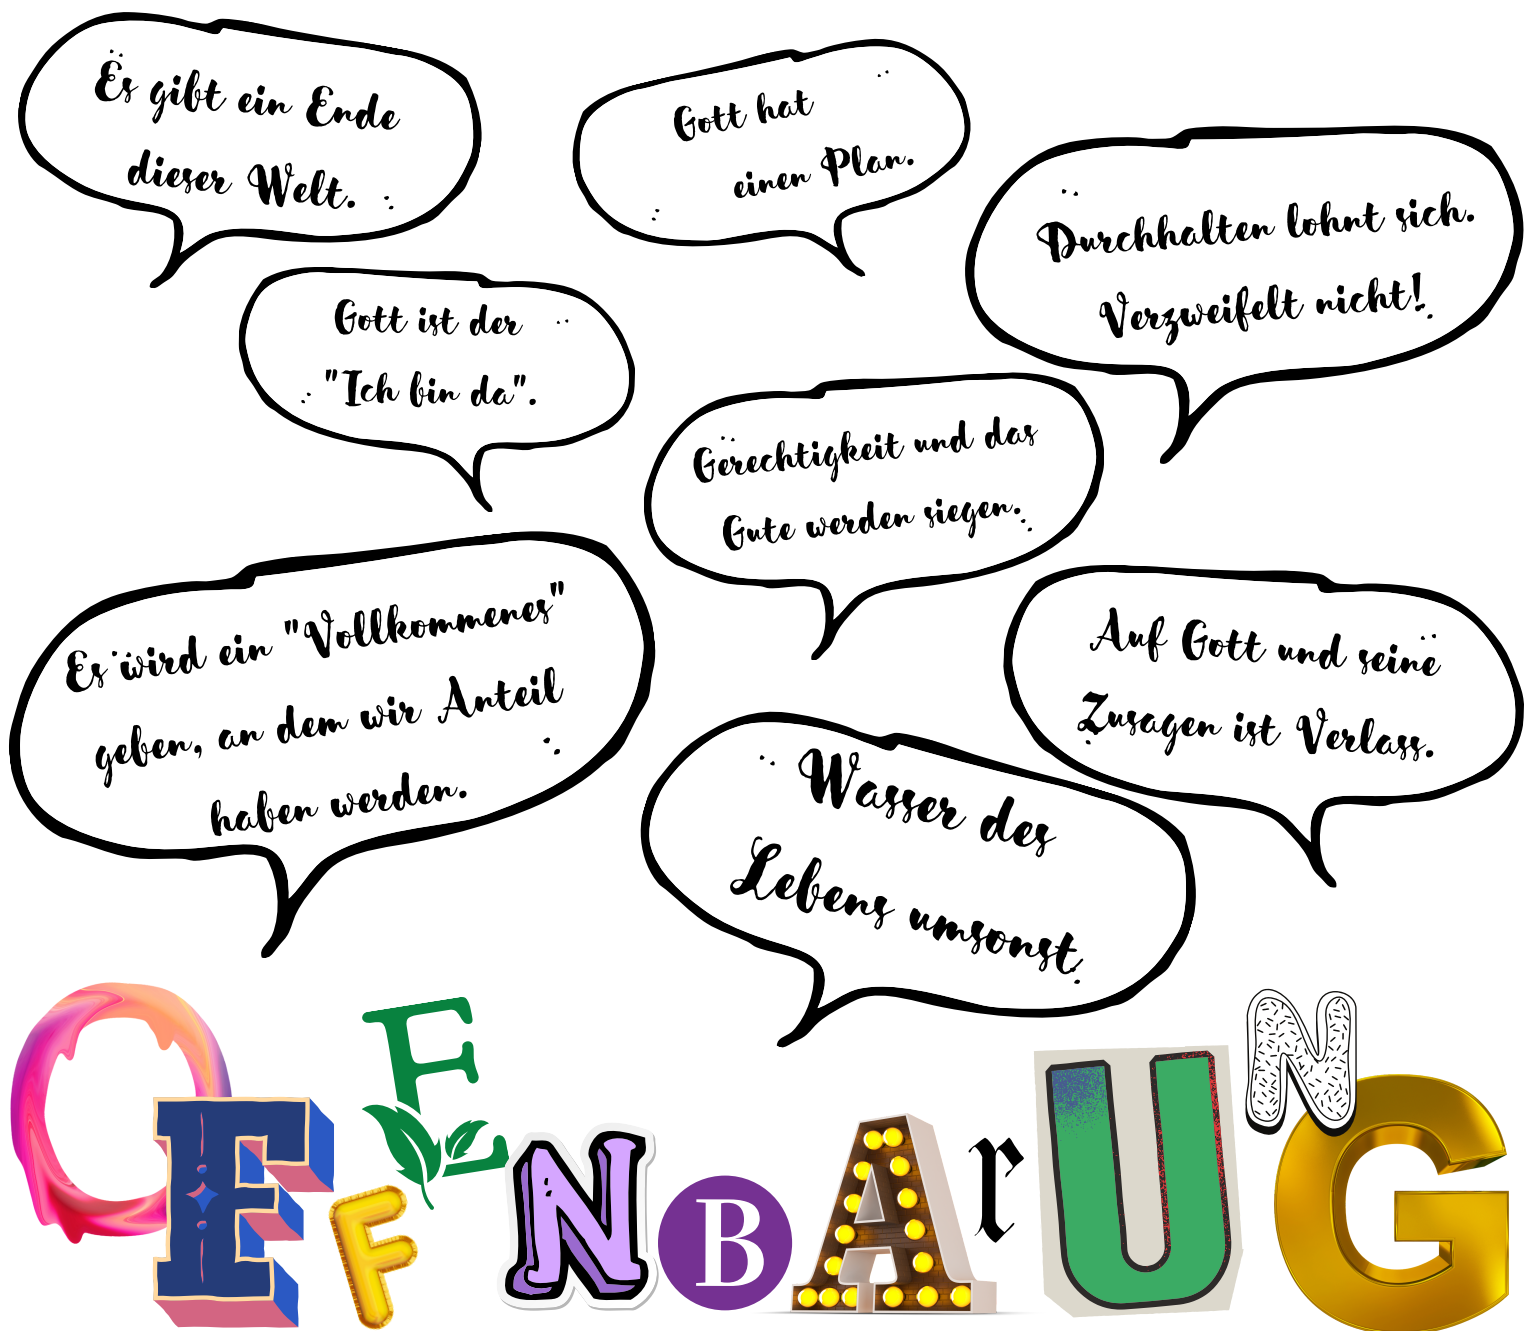 Es gibt ein Ende
dieser Welt.
Gott hat
einen Plan.
Durchhalten lohnt sich.
Verzweifelt nicht!
Gott ist der
"Ich bin da".
Gerechtigkeit und das
Gute werden siegen.
Es wird ein "Vollkommenes"
geben, an dem wir Anteil
haben werden.
Auf Gott und seine
Zusagen ist Verlass.
Wasser des
Lebens umsonst.
OFFENBArUNG